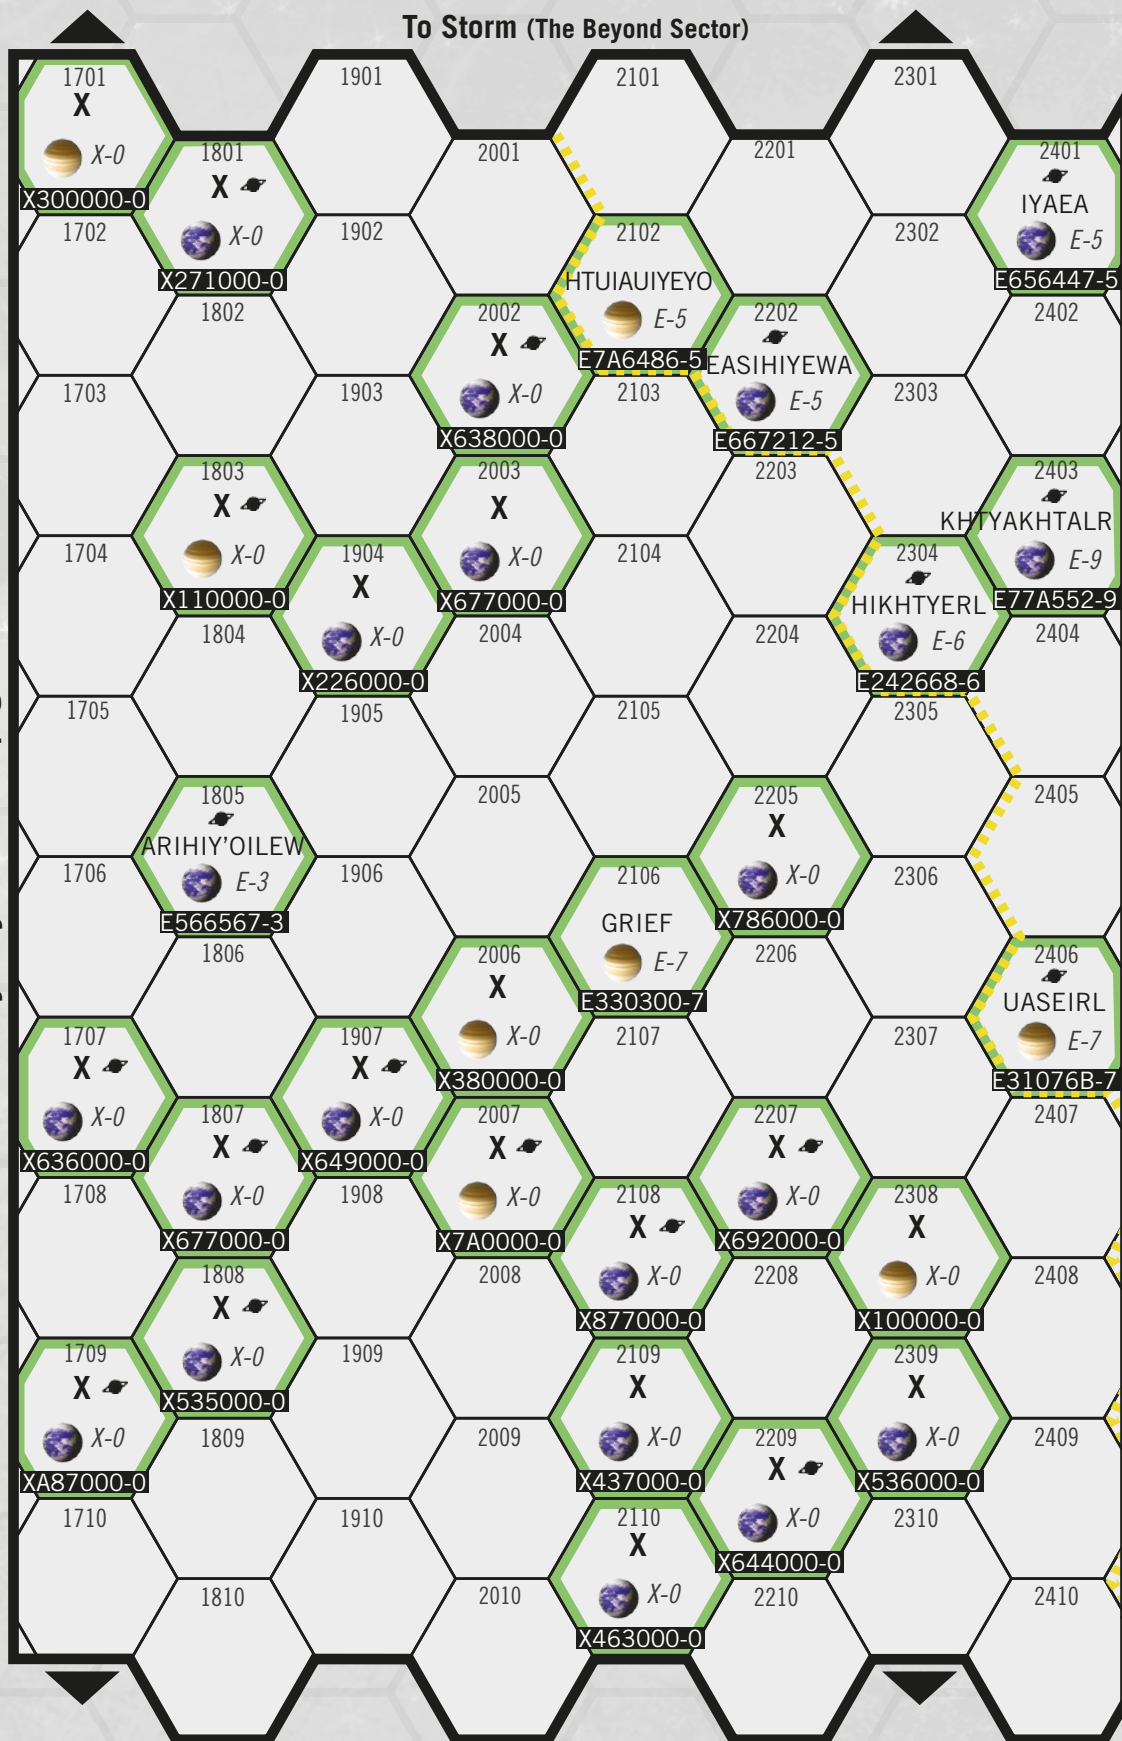 To Storm (The Beyond Sector)
1701
X
X-0
X300000-0
1901
2101
2301
1801
X
X-0
X271000-0
2001
2201
2401
IYAEA
E-5
E656447-5
1702
1902
2102
HTUIAUIYEYO
E-5
E7A6486-5
2302
1802
2002
X
X-0
X638000-0
2202
EASIHIYEWA
E-5
E667212-5
2402
1703
1903
2103
2303
1803
X
X-0
X110000-0
2003
X
X-0
X677000-0
2203
2403
KHTYAKHTALR
E-9
E77A552-9
1704
1904
X
X-0
X226000-0
2104
2304
HIKHTYERL
E-6
E242668-6
1804
2004
2204
2404
1705
1905
2105
2305
1805
ARIHIY'OILEW
E-3
E566567-3
2005
2205
X
X-0
X786000-0
2405
1706
1906
2106
GRIEF
E-7
E330300-7
2306
1806
2006
X
X-0
X380000-0
2206
2406
UASEIRL
E-7
E31076B-7
1707
X
X-0
X636000-0
1907
X
X-0
X649000-0
2107
2307
1807
X
X-0
X677000-0
2007
X
X-0
X7A0000-0
2207
X
X-0
X692000-0
2407
1708
1908
2108
X
X-0
X877000-0
2308
X
X-0
X100000-0
1808
X
X-0
X535000-0
2008
2208
2408
1709
X
X-0
XA87000-0
1909
2109
X
X-0
X437000-0
2309
X
X-0
X536000-0
1809
2009
2209
X
X-0
X644000-0
2409
1710
1910
2110
X
X-0
X463000-0
2310
1810
2010
2210
2410